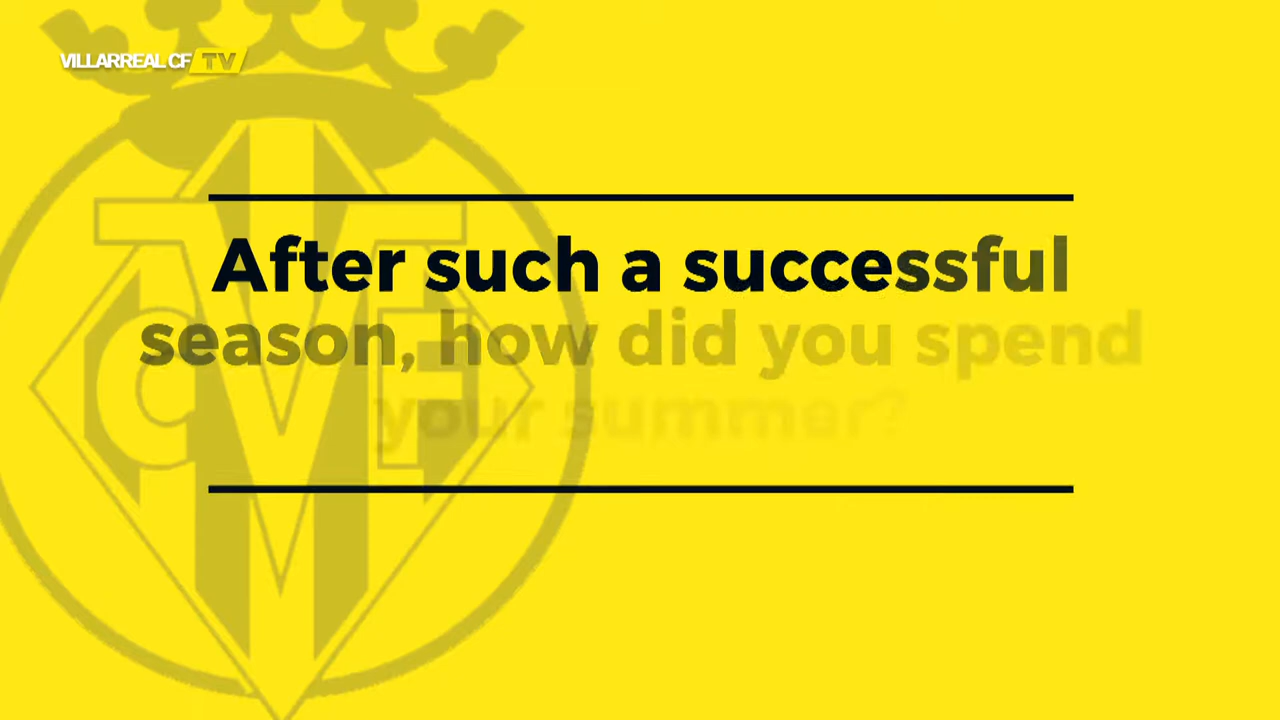 VILLARREAL CF TV
After such a successful
season, how did you spend
your summer?